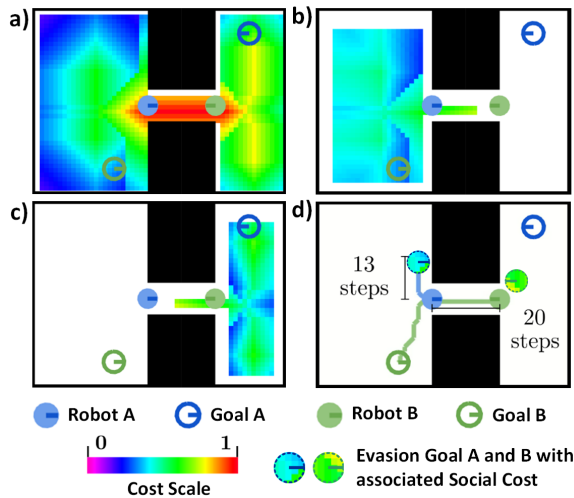 a)
b)
c)
d)
13
steps
20
steps
Robot A
Goal A
Robot B
Goal B
0
1
Cost Scale
Evasion Goal A and B with
associated Social Cost